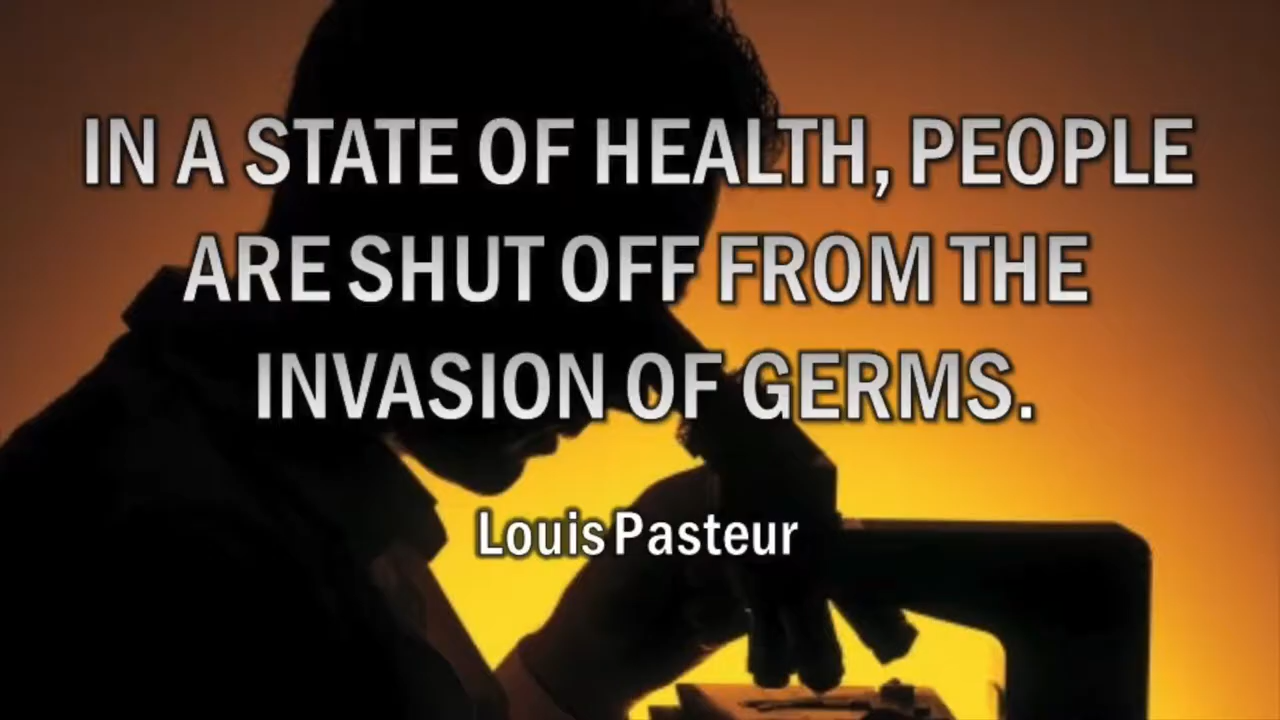 IN A STATE OF HEALTH, PEOPLE
ARE SHUT OFF FROM THE
INVASION OF GERMS.
Louis Pasteur